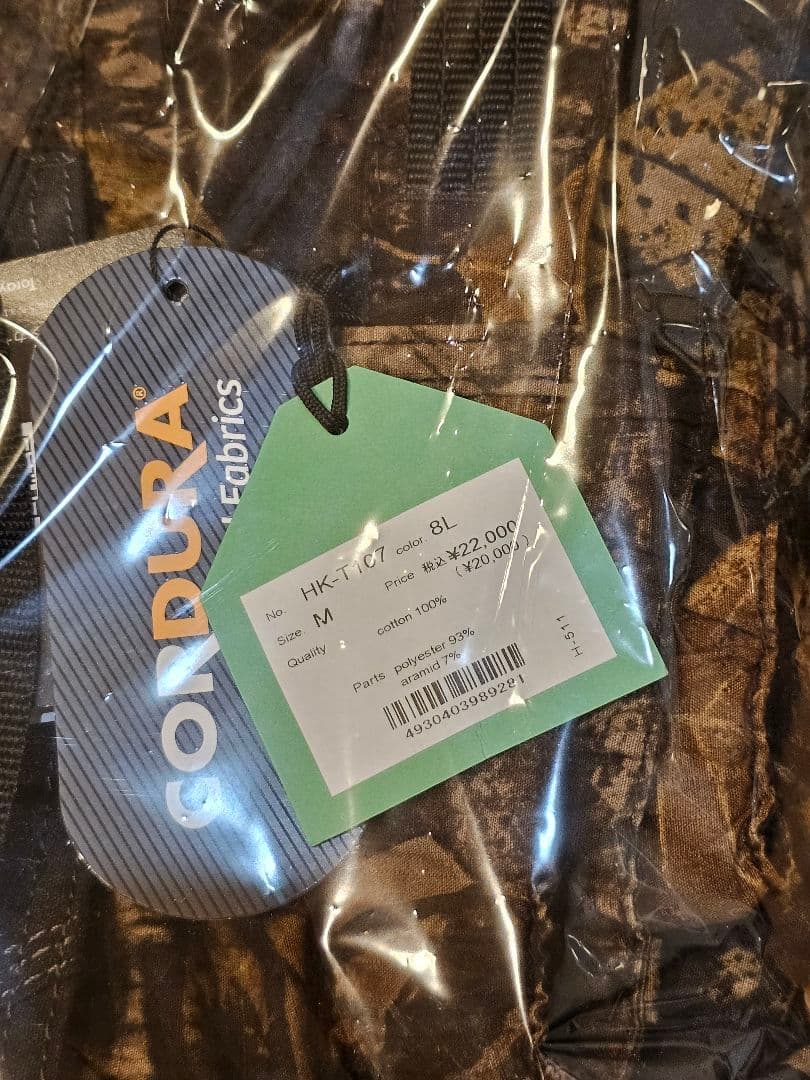 Toray
CORDURA®
Fabrics
No. HK-T107 color. 8L
Size. M Price 税込¥22,000
(¥20,000)
Quality cotton 100%
Parts polyester 93%
aramid 7%
4930403989281
H-511